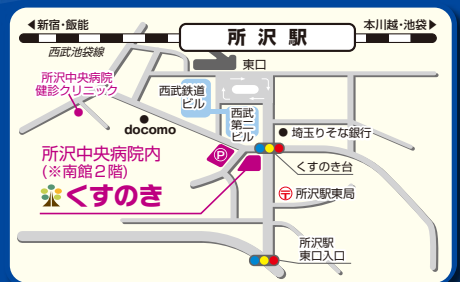 ◀新宿・飯能
本川越・池袋▶
所沢駅
西武池袋線
東口
所沢中央病院
健診クリニック
西武鉄道
ビル
西武
第二
ビル
docomo
埼玉りそな銀行
P
所沢中央病院内
(※南館2階)
くすのき
くすのき台
〒所沢駅東局
所沢駅
東口入口